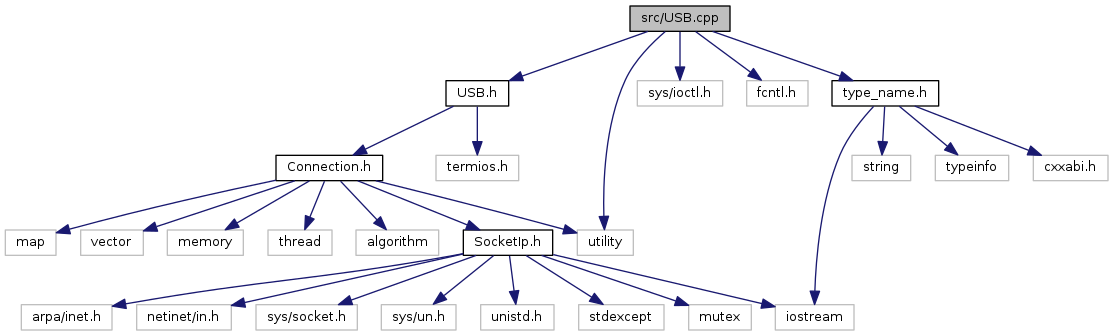 src/USB.cpp
USB.h
sys/ioctl.h
fcntl.h
type_name.h
Connection.h
termios.h
string
typeinfo
cxxabi.h
map
vector
memory
thread
algorithm
SocketIp.h
utility
arpa/inet.h
netinet/in.h
sys/socket.h
sys/un.h
unistd.h
stdexcept
mutex
iostream